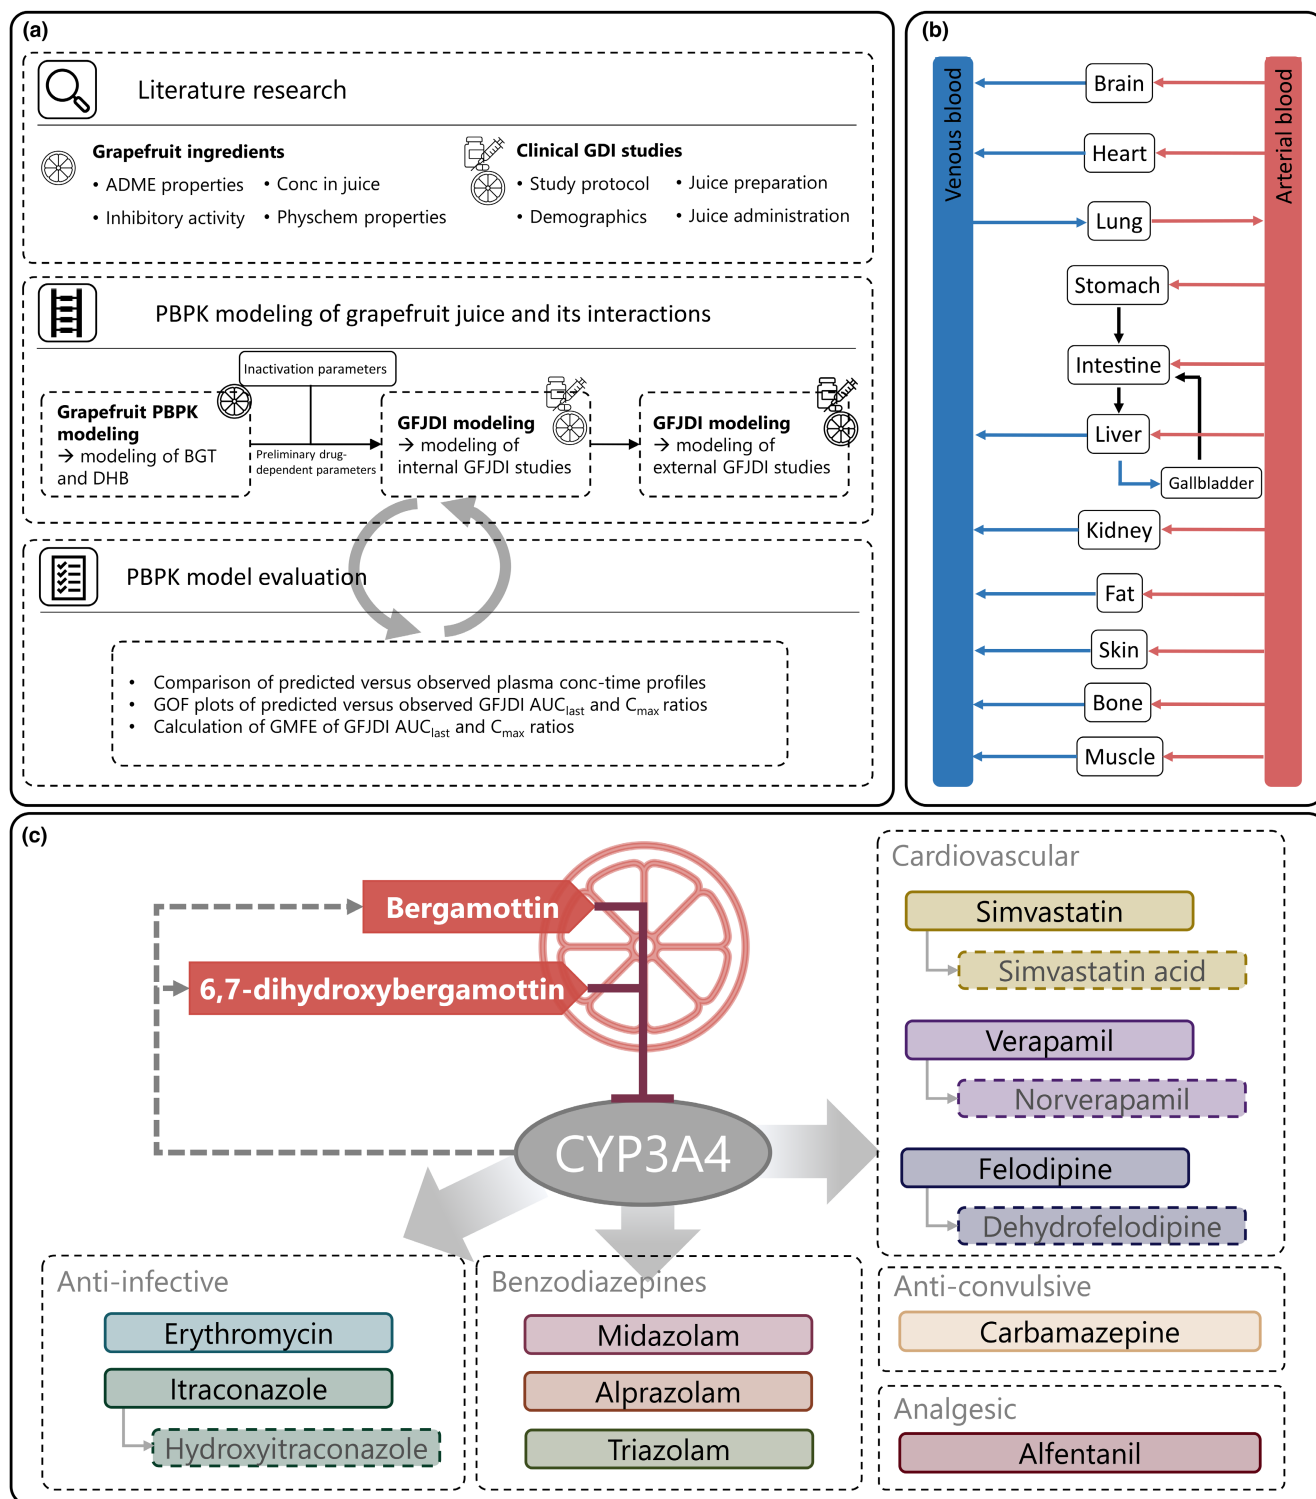 (a)
Literature research
Grapefruit ingredients
• ADME properties • Conc in juice
• Inhibitory activity • Physchem properties
Clinical GDI studies
• Study protocol • Juice preparation
• Demographics • Juice administration
PBPK modeling of grapefruit juice and its interactions
Inactivation parameters
Grapefruit PBPK
modeling
→ modeling of BGT
and DHB
Preliminary drug-
dependent parameters
GFJDI modeling
→ modeling of
internal GFJDI studies
GFJDI modeling
→ modeling of
external GFJDI studies
PBPK model evaluation
• Comparison of predicted versus observed plasma conc-time profiles
• GOF plots of predicted versus observed GFJDI AUClast and Cmax ratios
• Calculation of GMFE of GFJDI AUClast and Cmax ratios
(b)
Venous blood
Arterial blood
Brain
Heart
Lung
Stomach
Intestine
Liver
Gallbladder
Kidney
Fat
Skin
Bone
Muscle
(c)
Bergamottin
6,7-dihydroxybergamottin
CYP3A4
Cardiovascular
Simvastatin
Simvastatin acid
Verapamil
Norverapamil
Felodipine
Dehydrofelodipine
Anti-infective
Erythromycin
Itraconazole
Hydroxyitraconazole
Benzodiazepines
Midazolam
Alprazolam
Triazolam
Anti-convulsive
Carbamazepine
Analgesic
Alfentanil